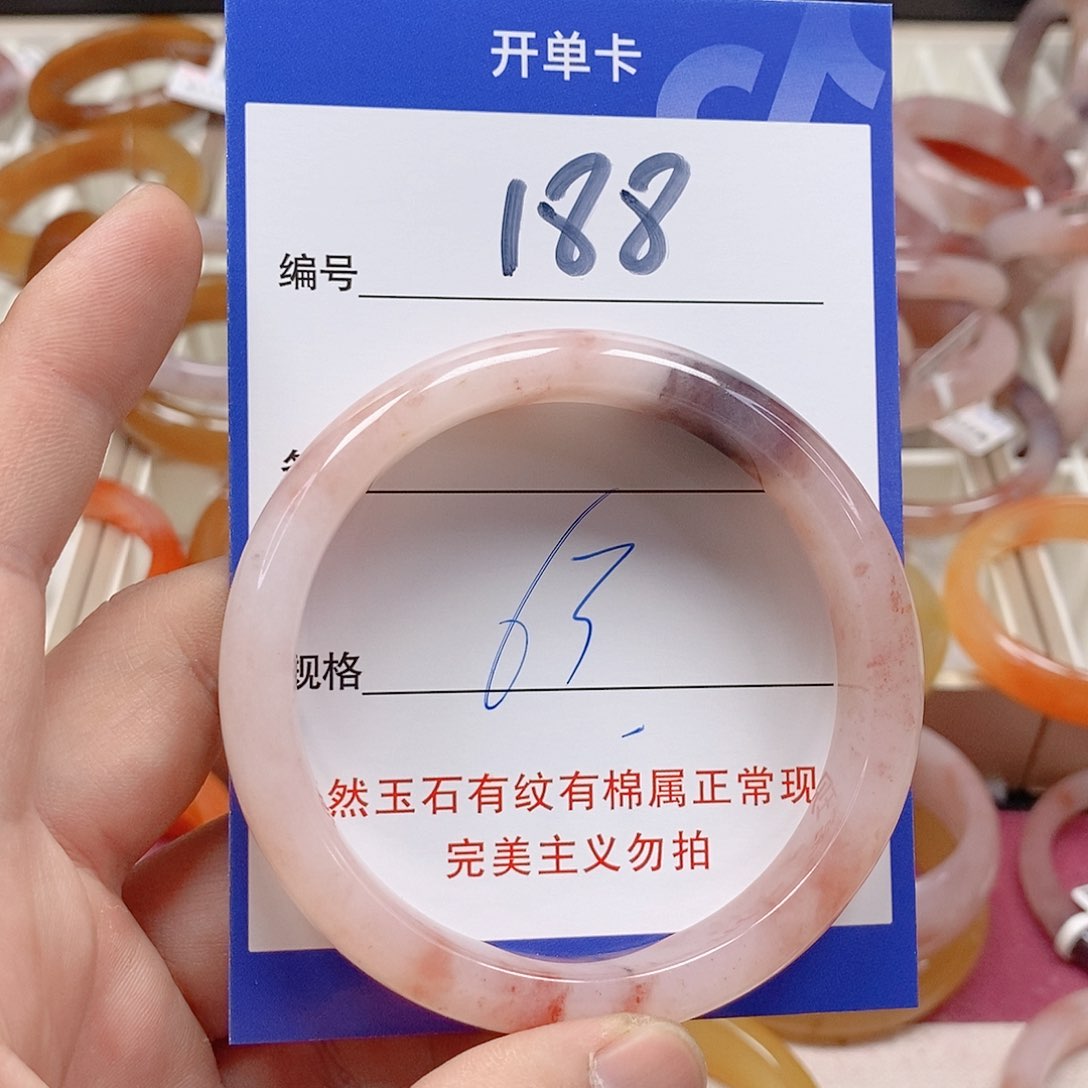 开单卡
编号 188
规格 63
然玉石有纹有棉属正常现
完美主义勿拍